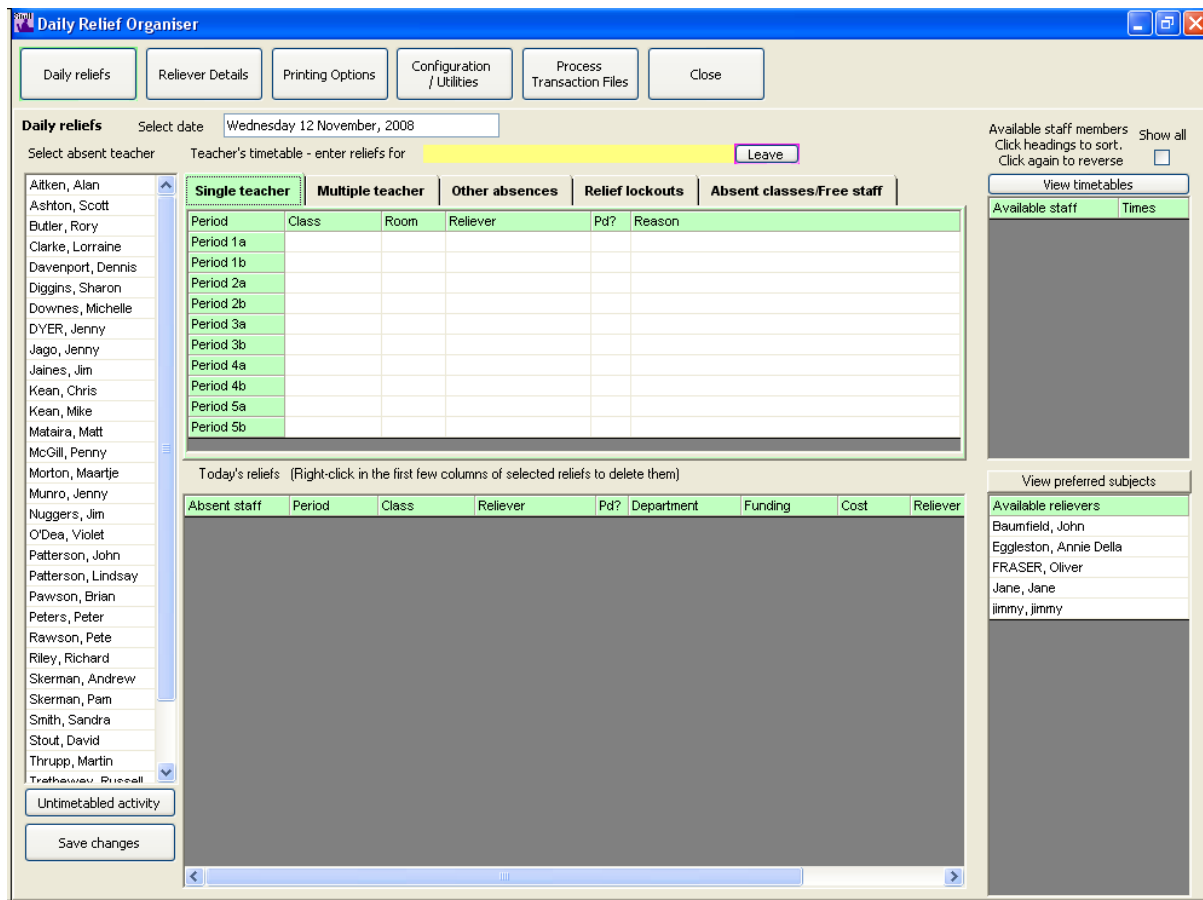 Daily Relief Organiser
Daily reliefs
Reliever Details
Printing Options
Configuration
/ Utilities
Process
Transaction Files
Close
Daily reliefs
Select date
Wednesday 12 November, 2008
Select absent teacher
Teacher's timetable - enter reliefs for
Leave
Available staff members
Click headings to sort.
Click again to reverse
Show all
View timetables
Available staff Times
Aitken, Alan
Ashton, Scott
Butler, Rory
Clarke, Lorraine
Davenport, Dennis
Diggins, Sharon
Downes, Michelle
DYER, Jenny
Jago, Jenny
Jaines, Jim
Kean, Chris
Kean, Mike
Mataira, Matt
McGill, Penny
Morton, Maartje
Munro, Jenny
Nuggers, Jim
O'Dea, Violet
Patterson, John
Patterson, Lindsay
Pawson, Brian
Peters, Peter
Rawson, Pete
Riley, Richard
Skerman, Andrew
Skerman, Pam
Smith, Sandra
Stout, David
Thrupp, Martin
Trethewey, Russell
Untimetabled activity
Save changes
Single teacher
Multiple teacher
Other absences
Relief lockouts
Absent classes/Free staff
Period Class Room Reliever Pd? Reason
Period 1a
Period 1b
Period 2a
Period 2b
Period 3a
Period 3b
Period 4a
Period 4b
Period 5a
Period 5b
Today's reliefs (Right-click in the first few columns of selected reliefs to delete them)
Absent staff Period Class Reliever Pd? Department Funding Cost Reliever
View preferred subjects
Available relievers
Baumfield, John
Eggleston, Annie Della
FRASER, Oliver
Jane, Jane
jimmy, jimmy